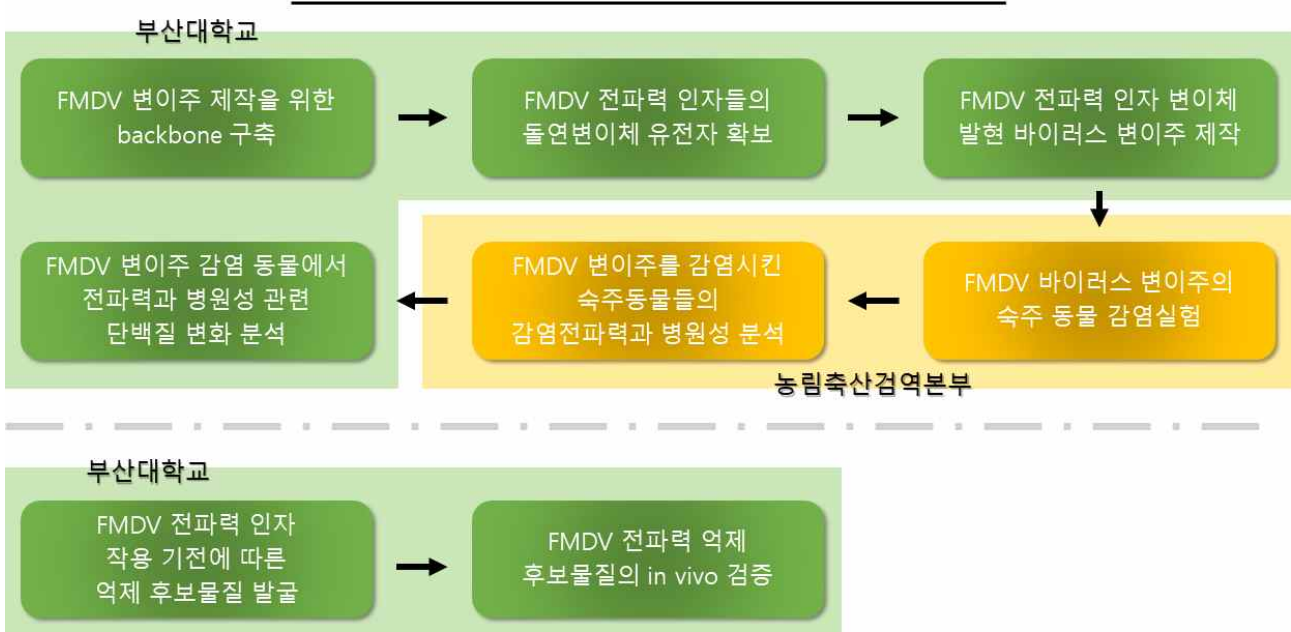 부산대학교
FMDV 변이주 제작을 위한
backbone 구축
FMDV 전파력 인자들의
돌연변이체 유전자 확보
FMDV 전파력 인자 변이체
발현 바이러스 변이주 제작
FMDV 변이주 감염 동물에서
전파력과 병원성 관련
단백질 변화 분석
FMDV 변이주를 감염시킨
숙주동물들의
감염전파력과 병원성 분석
FMDV 바이러스 변이주의
숙주 동물 감염실험
농림축산검역본부
부산대학교
FMDV 전파력 인자
작용 기전에 따른
억제 후보물질 발굴
FMDV 전파력 억제
후보물질의 in vivo 검증